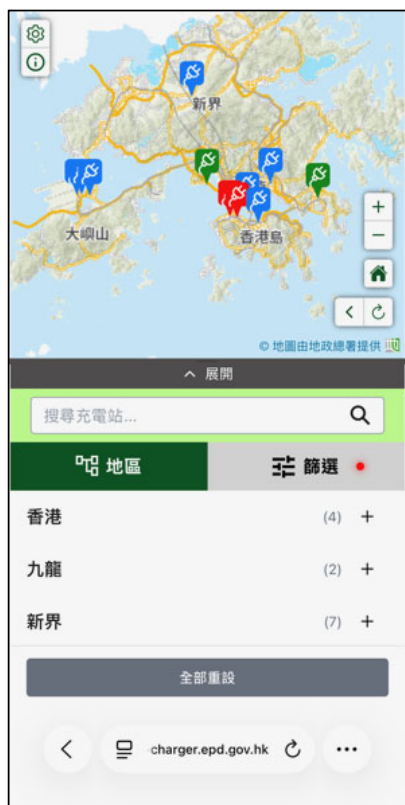 新界
大嶼山
香港島
© 地圖由地政總署提供
展開
搜尋充電站...
地區
篩選
香港 (4) +
九龍 (2) +
新界 (7) +
全部重設
charger.epd.gov.hk